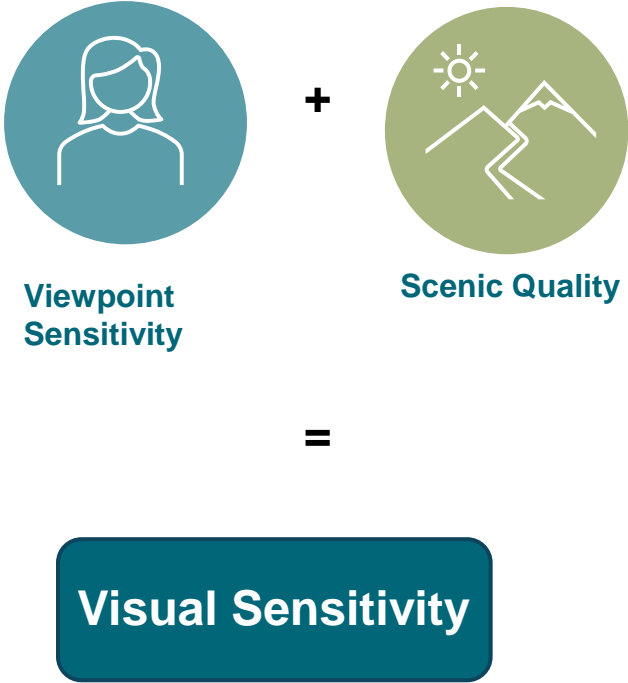 +
Viewpoint
Sensitivity
Scenic Quality
=
Visual Sensitivity